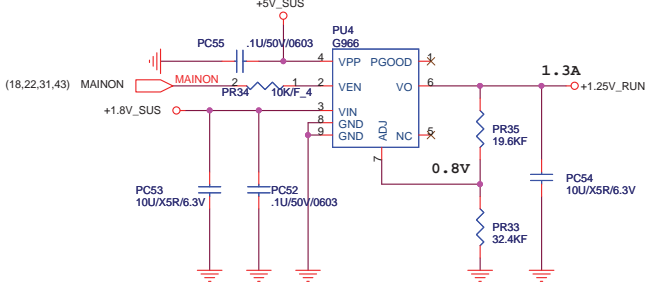 +5V_SUS
PC55 .1U/50V/0603
PU4
G966
4 VPP PGOOD 1
(18,22,31,43) MAINON MAINON 2 1 2 VEN VO 6
PR34 10K/F_4
1.3A
+1.25V_RUN
+1.8V_SUS 3 VIN
8 GND
9 GND ADJ NC 5
7
PR35
19.6KF
0.8V
PC53
10U/X5R/6.3V
PC52
.1U/50V/0603
PC54
10U/X5R/6.3V
PR33
32.4KF